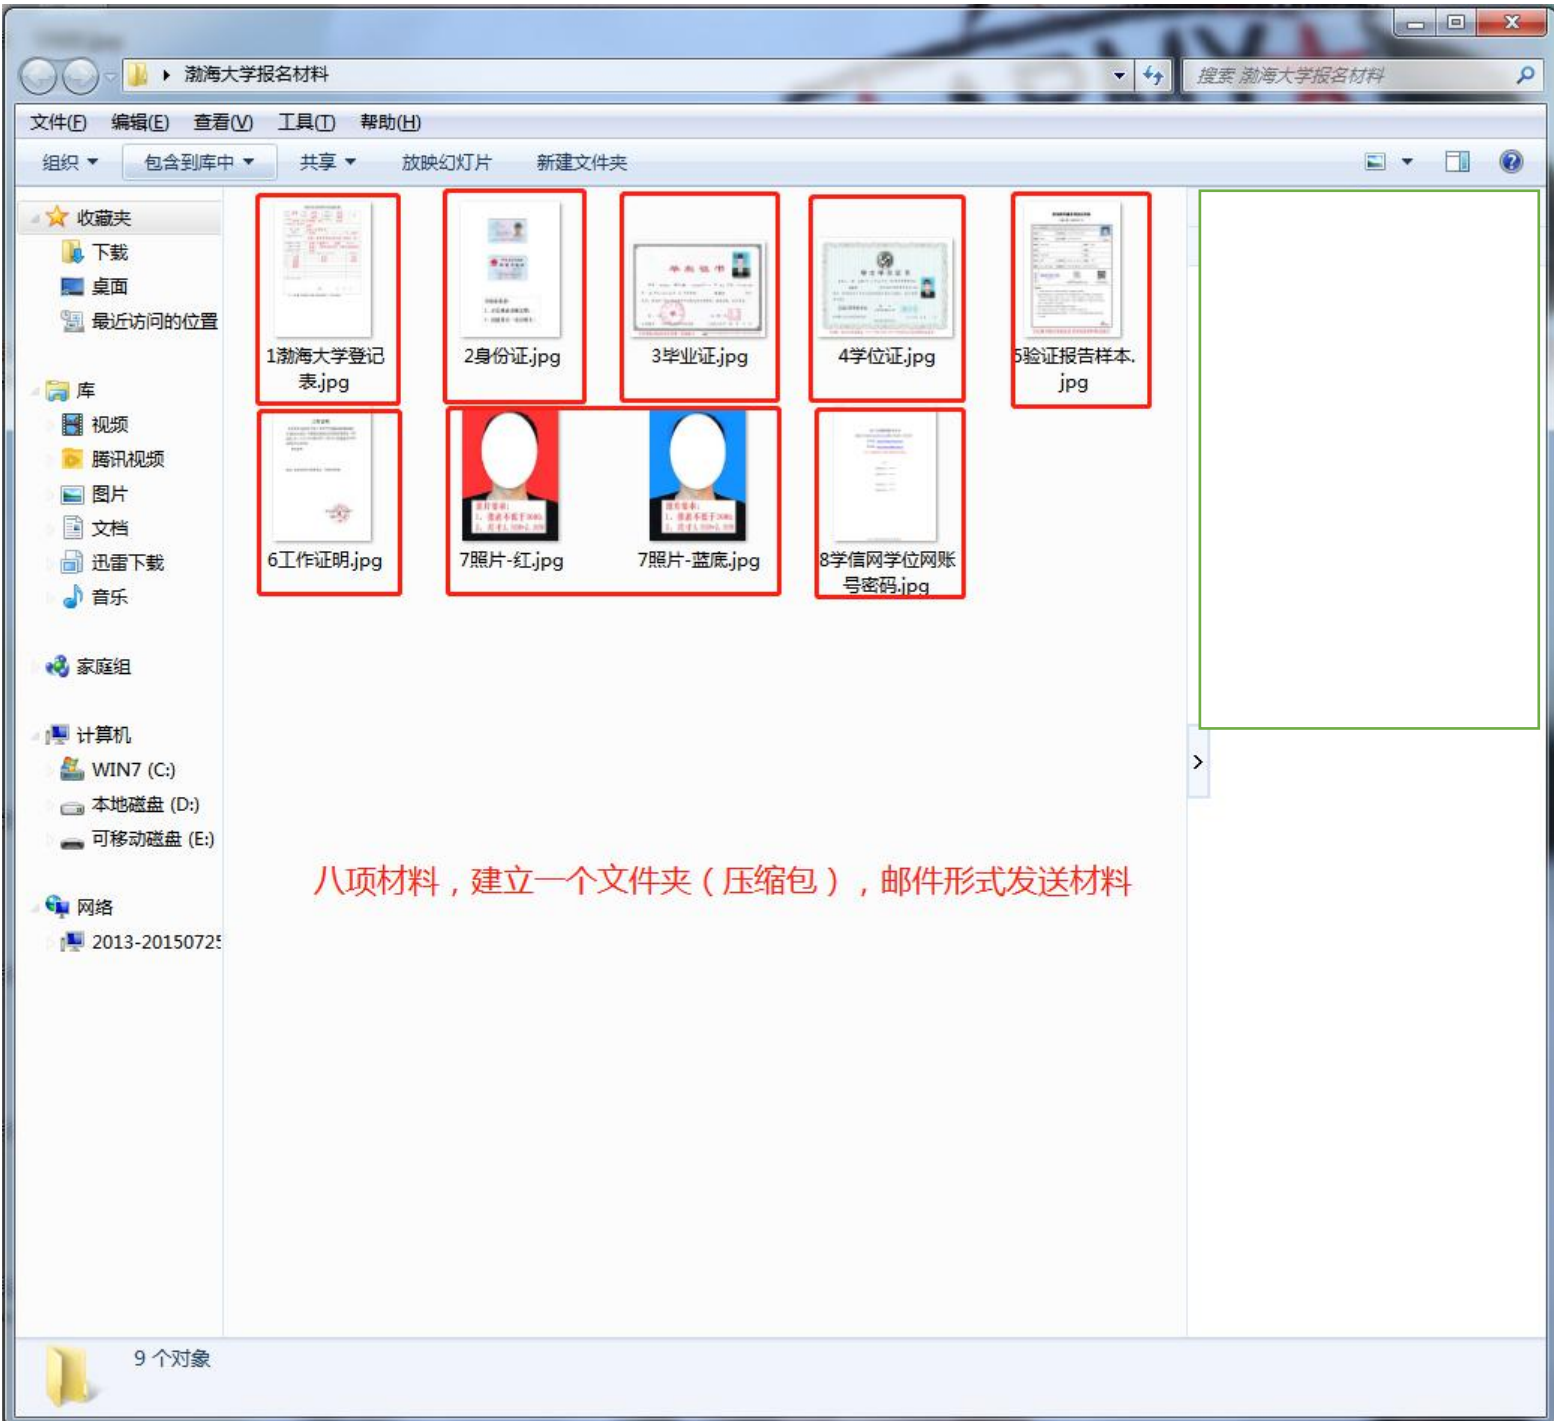 渤海大学报名材料
搜索 渤海大学报名材料
文件(F) 编辑(E) 查看(V) 工具(T) 帮助(H)
组织 包含到库中 共享 放映幻灯片 新建文件夹
收藏夹
下载
桌面
最近访问的位置
库
视频
腾讯视频
图片
文档
迅雷下载
音乐
家庭组
计算机
WIN7 (C:)
本地磁盘 (D:)
可移动磁盘 (E:)
网络
2013-20150725
毕业证书
1渤海大学登记
表.jpg
2身份证.jpg
3毕业证.jpg
4学位证.jpg
5验证报告样本.
jpg
6工作证明.jpg
7照片-红.jpg
7照片-蓝底.jpg
8学信网学位网账
号密码.jpg
八项材料，建立一个文件夹（压缩包），邮件形式发送材料
9 个对象